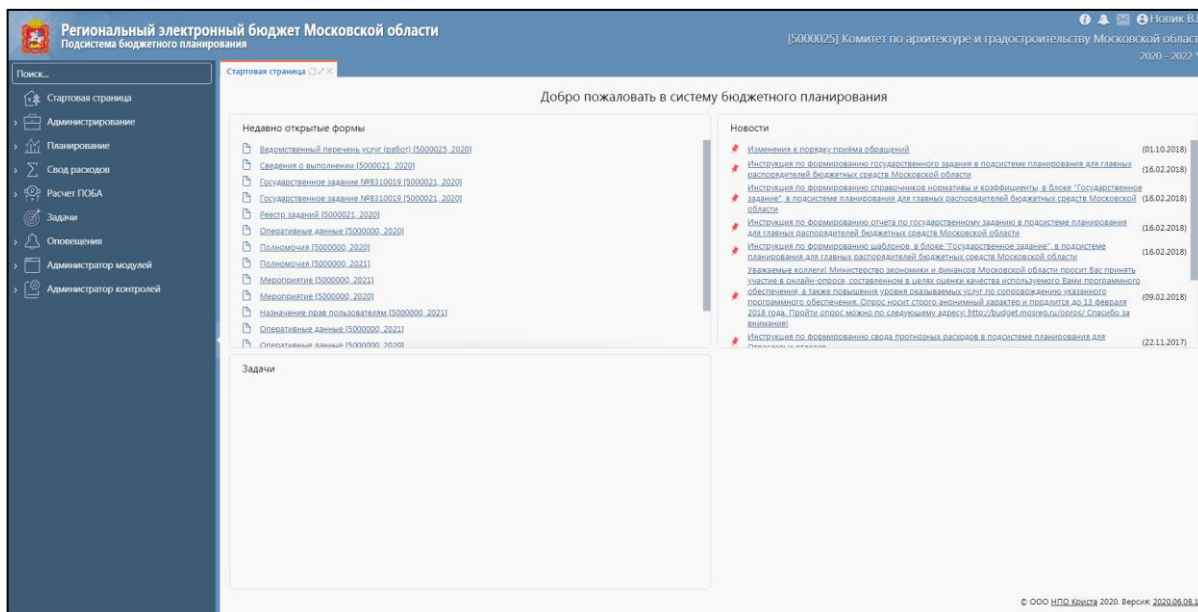 Региональный электронный бюджет Московской области
Подсистема бюджетного планирования
Новик В.
[5000025] Комитет по архитектуре и градостроительству Московской област
2020 - 2022
Поиск...
Стартовая страница
Администрирование
Планирование
Свод расходов
Расчет ПОБА
Задачи
Оповещения
Администратор модулей
Администратор контролей
Стартовая страница
Добро пожаловать в систему бюджетного планирования
Недавно открытые формы
Ведомственный перечень услуг (работ) [5000025, 2020]
Сведения о выполнении [5000021, 2020]
Государственное задание №8310019 [5000021, 2020]
Государственное задание №8310019 [5000021, 2020]
Реестр заданий [5000021, 2020]
Оперативные данные [5000000, 2020]
Полномочия [5000000, 2020]
Полномочия [5000000, 2021]
Мероприятие [5000000, 2021]
Мероприятие [5000000, 2020]
Назначение прав пользователям [5000000, 2021]
Оперативные данные [5000000, 2021]
Оперативные данные [5000000, 2020]
Новости
Изменения к порядку приёма обращений (01.10.2018)
Инструкция по формированию государственного задания в подсистеме планирования для главных
распорядителей бюджетных средств Московской области (16.02.2018)
Инструкция по формированию справочников нормативы и коэффициенты, в блоке "Государственное
задание", в подсистеме планирования для главных распорядителей бюджетных средств Московской (16.02.2018)
области
Инструкция по формированию отчета по государственному заданию в подсистеме планирования
для главных распорядителей бюджетных средств Московской области (16.02.2018)
Инструкция по формированию шаблонов, в блоке "Государственное задание", в подсистеме
планирования для главных распорядителей бюджетных средств Московской области (16.02.2018)
Уважаемые коллеги! Министерство экономики и финансов Московской области просит Вас принять
участие в онлайн-опросе, составленном в целях оценки качества используемого Вами программного
обеспечения, а также повышения уровня оказываемых услуг по сопровождению указанного
программного обеспечения. Опрос носит строго анонимный характер и продлится до 13 февраля (09.02.2018)
2018 года. Пройти опрос можно по следующему адресу: http://budget.mosreg.ru/opros/ Спасибо за
внимание!
Инструкция по формированию свода прогнозных расходов в подсистеме планирования для (22.11.2017)
Отраслевых отделов
Задачи
© ООО НПО Криста 2020. Версия: 2020.06.08.1